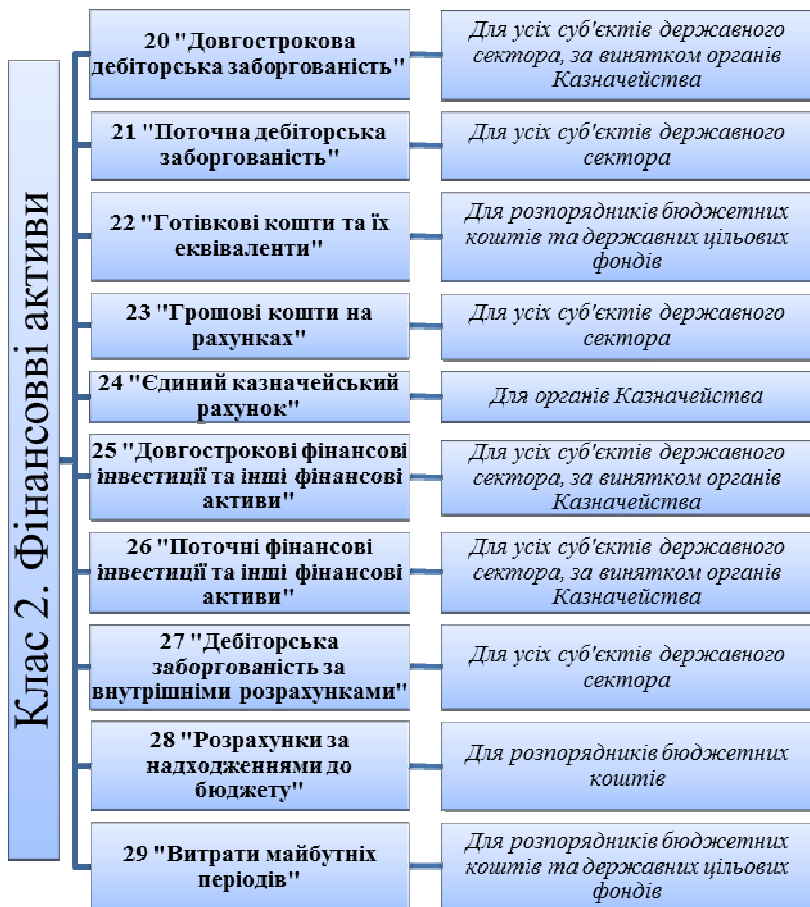 Клас 2. Фінансовві активи
20 "Довгострокова
дебіторська заборгованість"
Для усіх суб'єктів державного
сектора, за винятком органів
Казначейства
21 "Поточна дебіторська
заборгованість"
Для усіх суб'єктів державного
сектора
22 "Готівкові кошти та їх
еквіваленти"
Для розпорядників бюджетних
коштів та державних цільових
фондів
23 "Грошові кошти на
рахунках"
Для усіх суб'єктів державного
сектора
24 "Єдиний казначейський
рахунок"
Для органів Казначейства
25 "Довгострокові фінансові
інвестиції та інші фінансові
активи"
Для усіх суб'єктів державного
сектора, за винятком органів
Казначейства
26 "Поточні фінансові
інвестиції та інші фінансові
активи"
Для усіх суб'єктів державного
сектора, за винятком органів
Казначейства
27 "Дебіторська
заборгованість за
внутрішніми розрахунками"
Для усіх суб'єктів державного
сектора
28 "Розрахунки за
надходженнями до
бюджету"
Для розпорядників бюджетних
коштів
29 "Витрати майбутніх
періодів"
Для розпорядників бюджетних
коштів та державних цільових
фондів